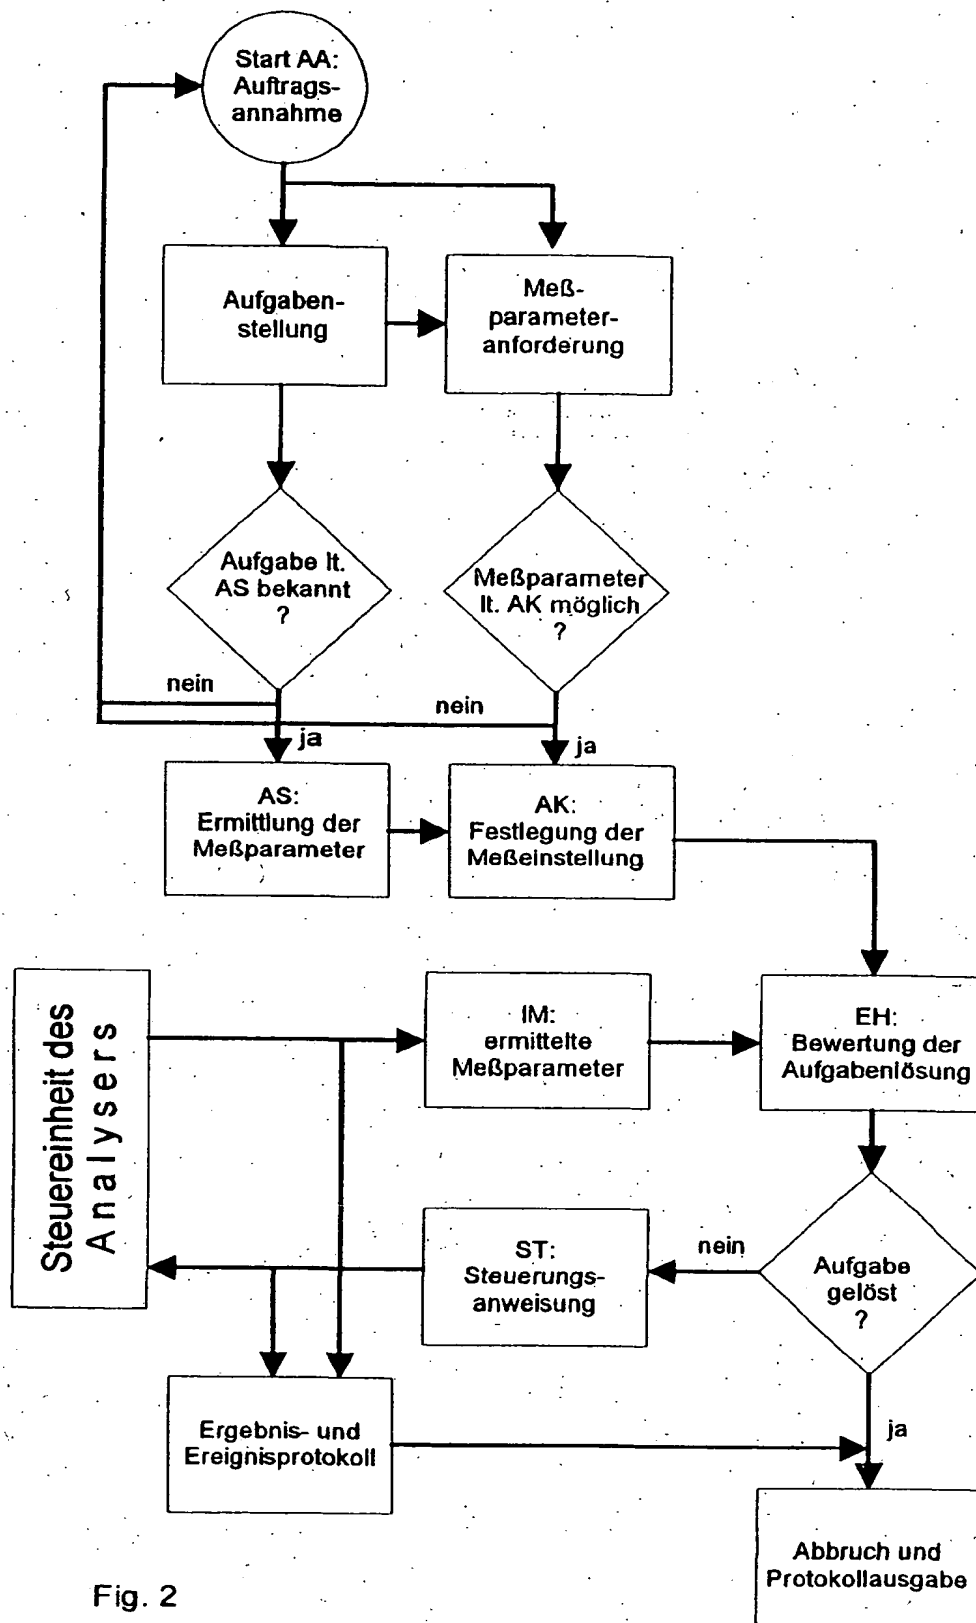 Start AA:
Auftrags-
annahme
Aufgaben-
stellung
Meß-
parameter-
anforderung
Aufgabe lt.
AS bekannt
?
Meßparameter
lt. AK möglich
?
nein
nein
ja
ja
AS:
Ermittlung der
Meßparameter
AK:
Festlegung der
Meßeinstellung
Steuereinheit des
Analysers
IM:
ermittelte
Meßparameter
EH:
Bewertung der
Aufgabenlösung
ST:
Steuerungs-
anweisung
nein
Aufgabe
gelöst
?
Ergebnis- und
Ereignisprotokoll
ja
Abbruch und
Protokollausgabe
Fig. 2